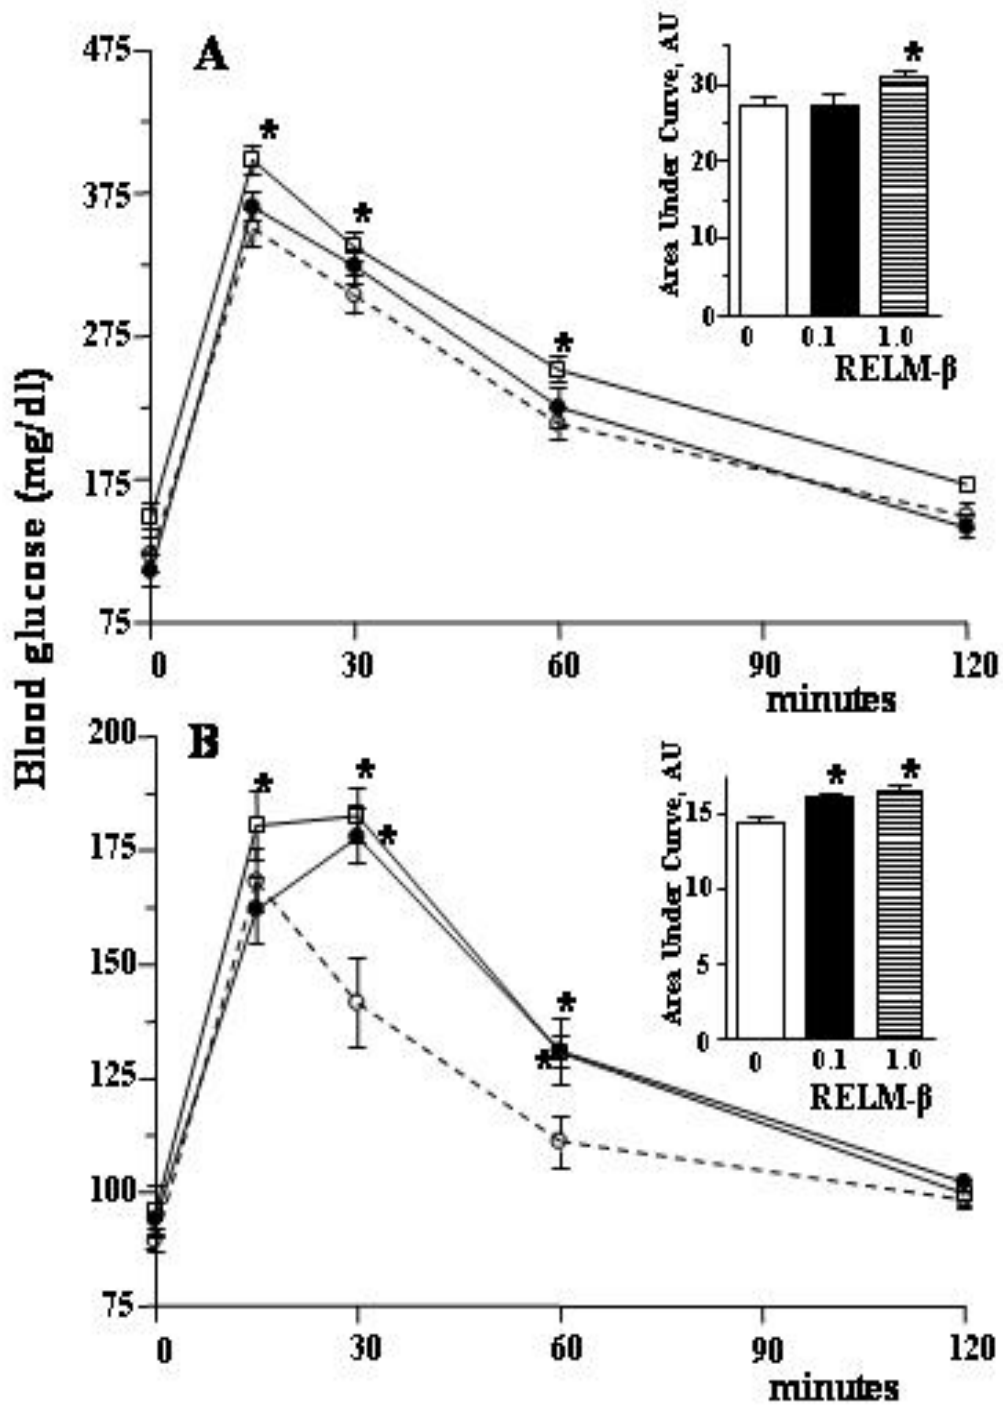 Blood glucose (mg/dl)
A
475
375
275
175
75
0 30 60 90 120
minutes
*
*
*
Area Under Curve, AU
30
20
10
0
*
0 0.1 1.0
RELM-β
B
200
175
150
125
100
75
0 30 60 90 120
minutes
*
*
*
*
*
Area Under Curve, AU
15
10
5
0
* *
0 0.1 1.0
RELM-β